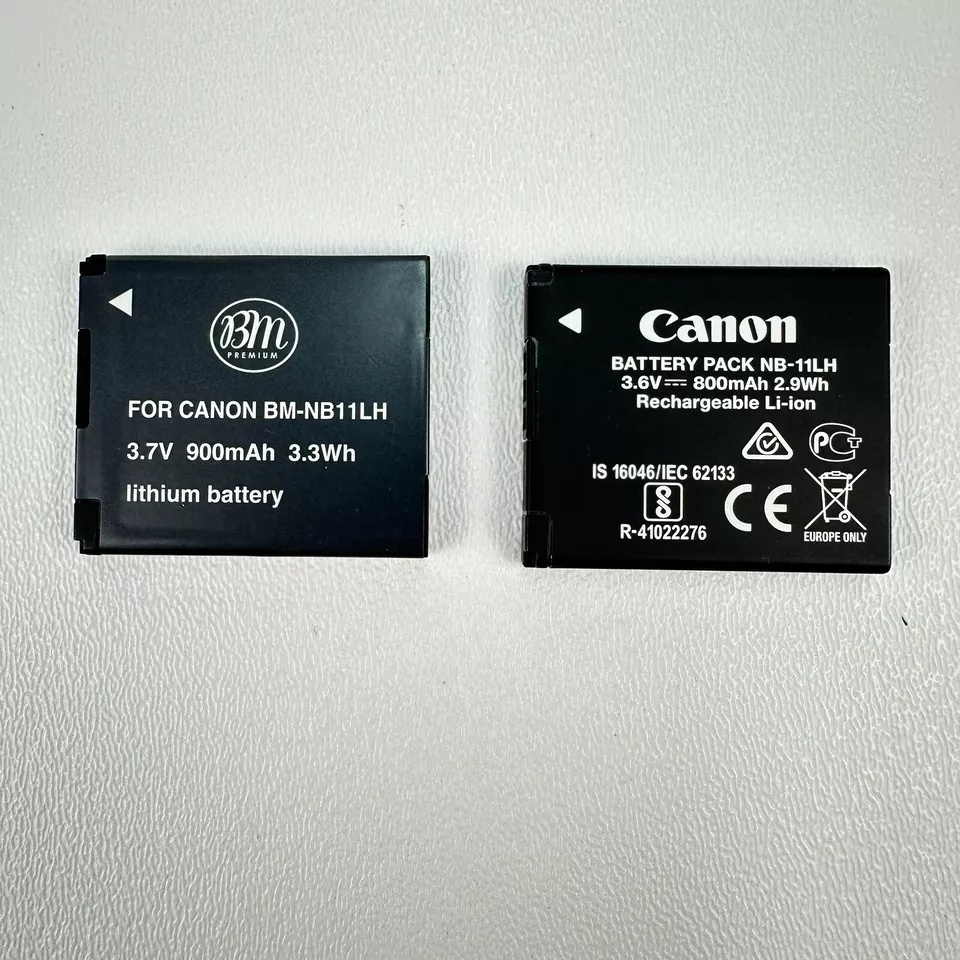 BM
PREMIUM
FOR CANON BM-NB11LH
3.7V 900mAh 3.3Wh
lithium battery
Canon
BATTERY PACK NB-11LH
3.6V⎓800mAh 2.9Wh
Rechargeable Li-ion
PCT
IS 16046/IEC 62133
R-41022276
CE
EUROPE ONLY